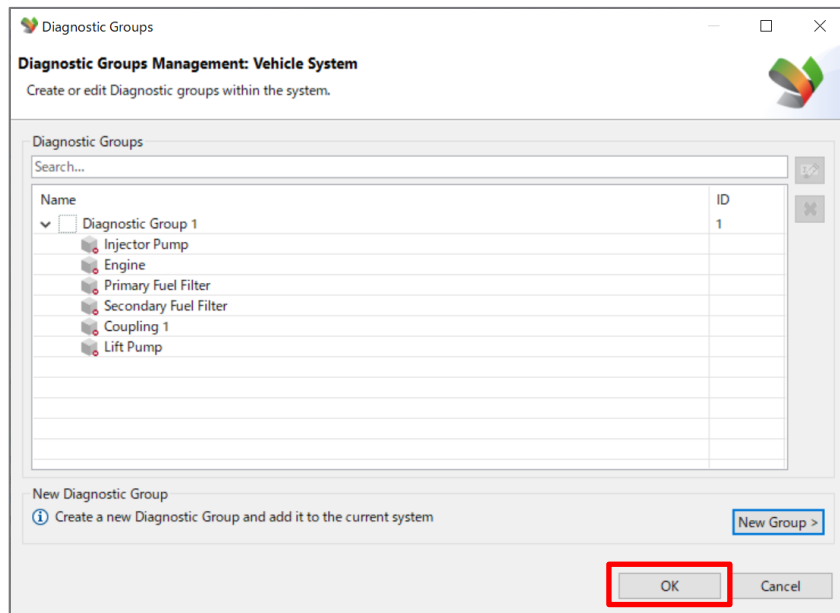 Diagnostic Groups
Diagnostic Groups Management: Vehicle System
Create or edit Diagnostic groups within the system.
Diagnostic Groups
Search...
Name ID
Diagnostic Group 1 1
Injector Pump
Engine
Primary Fuel Filter
Secondary Fuel Filter
Coupling 1
Lift Pump
New Diagnostic Group
Create a new Diagnostic Group and add it to the current system
New Group >
OK Cancel